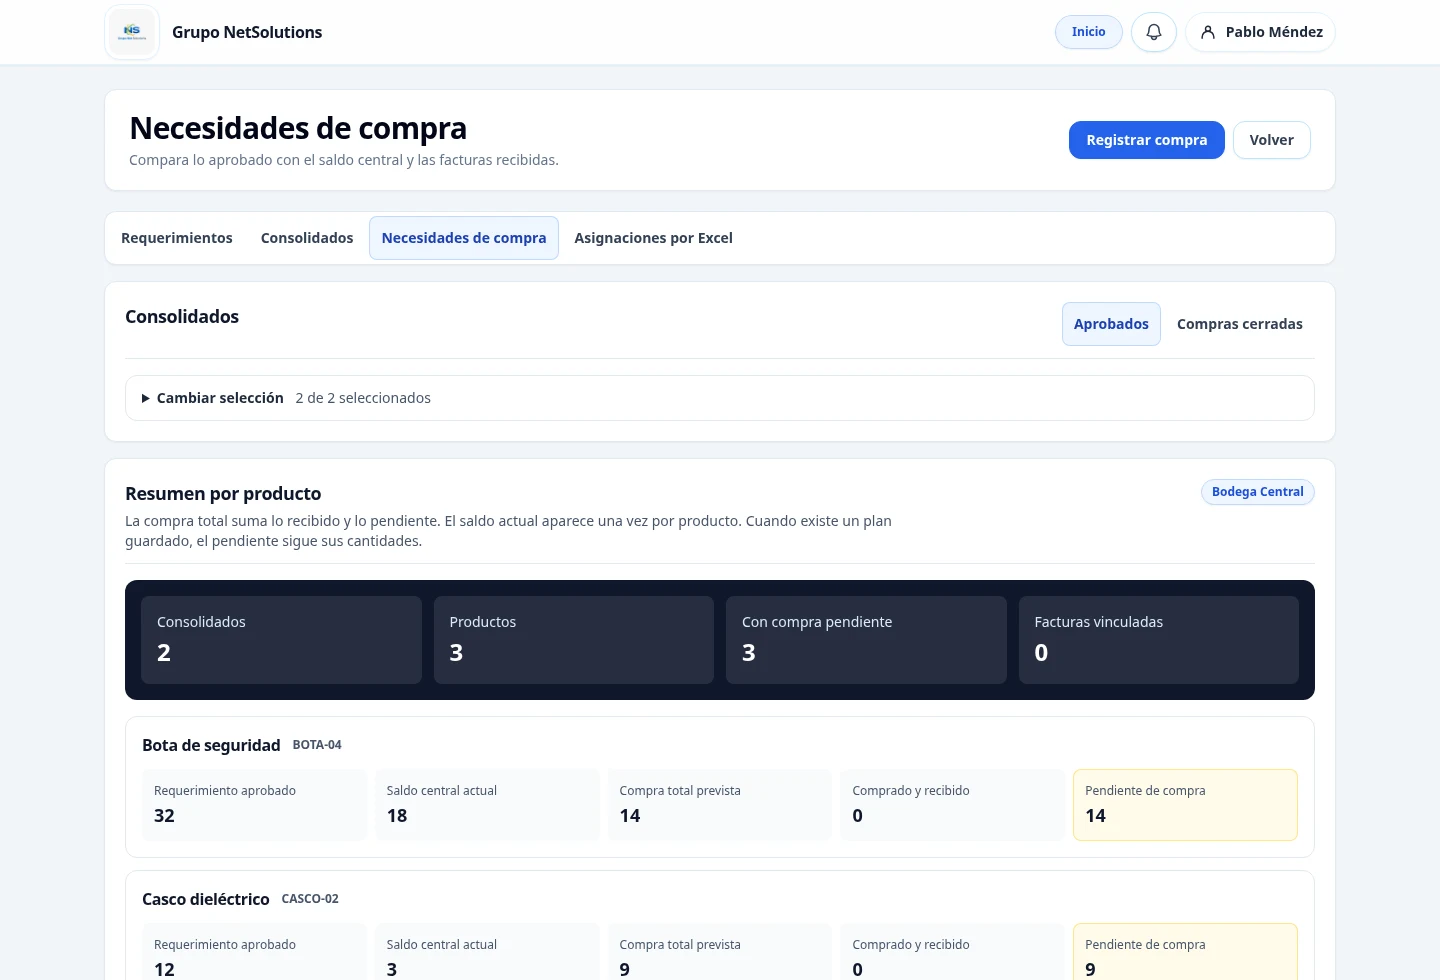 NS
Grupo NetSolutions
Inicio
Pablo Méndez
Necesidades de compra
Compara lo aprobado con el saldo central y las facturas recibidas.
Registrar compra
Volver
Requerimientos
Consolidados
Necesidades de compra
Asignaciones por Excel
Consolidados
Aprobados
Compras cerradas
Cambiar selección
2 de 2 seleccionados
Resumen por producto
Bodega Central
La compra total suma lo recibido y lo pendiente. El saldo actual aparece una vez por producto. Cuando existe un plan
guardado, el pendiente sigue sus cantidades.
Consolidados
2
Productos
3
Con compra pendiente
3
Facturas vinculadas
0
Bota de seguridad BOTA-04
Requerimiento aprobado
32
Saldo central actual
18
Compra total prevista
14
Comprado y recibido
0
Pendiente de compra
14
Casco dieléctrico CASCO-02
Requerimiento aprobado
12
Saldo central actual
3
Compra total prevista
9
Comprado y recibido
0
Pendiente de compra
9